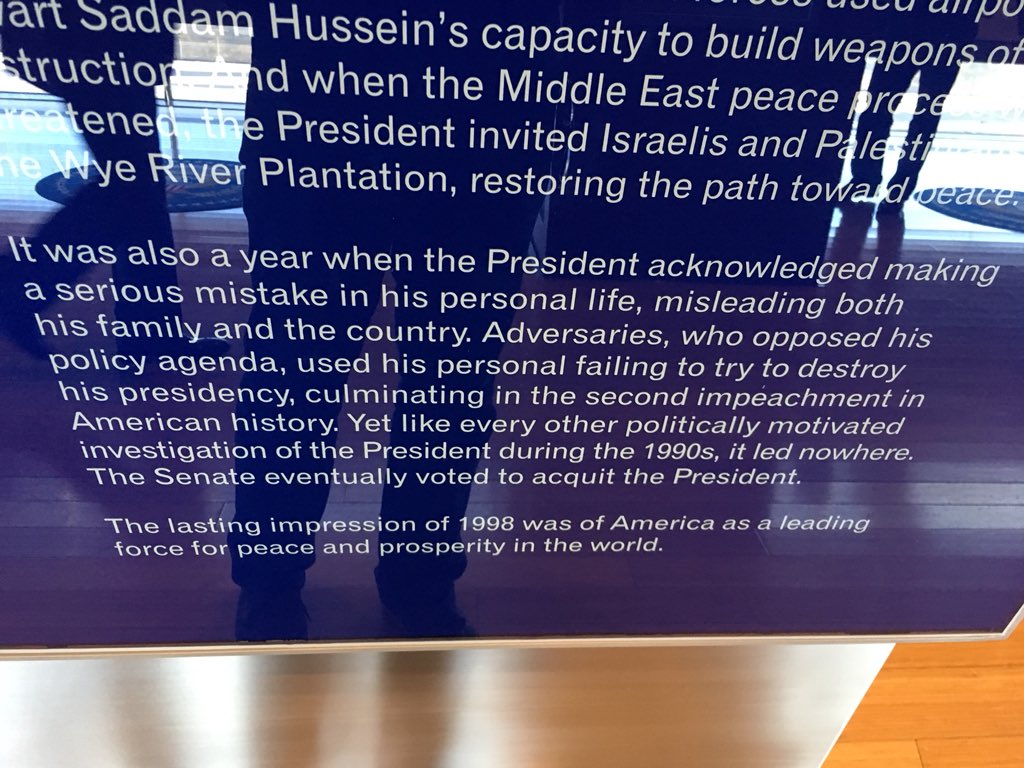 Saddam Hussein's capacity to build weapons of
And when the Middle East peace
the President invited Israelis and
Wye River Plantation, restoring the path toward peace.
It was also a year when the President acknowledged making
a serious mistake in his personal life, misleading both
his family and the country. Adversaries, who opposed his
policy agenda, used his personal failing to try to destroy
his presidency, culminating in the second impeachment in
American history. Yet like every other politically motivated
investigation of the President during the 1990s, it led nowhere.
The Senate eventually voted to acquit the President.
The lasting impression of 1998 was of America as a leading
force for peace and prosperity in the world.